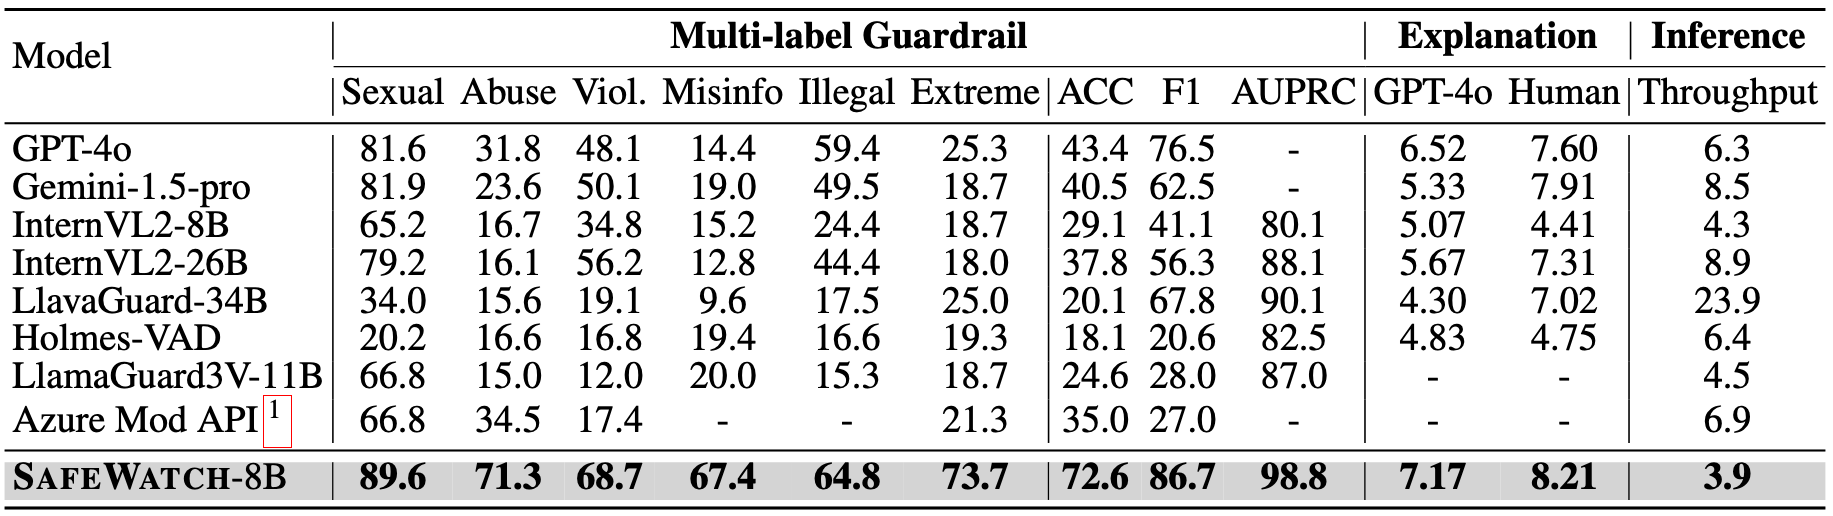 Model Multi-label Guardrail Explanation Inference
Sexual Abuse Viol. Misinfo Illegal Extreme ACC F1 AUPRC GPT-4o Human Throughput
GPT-4o 81.6 31.8 48.1 14.4 59.4 25.3 43.4 76.5 - 6.52 7.60 6.3
Gemini-1.5-pro 81.9 23.6 50.1 19.0 49.5 18.7 40.5 62.5 - 5.33 7.91 8.5
InternVL2-8B 65.2 16.7 34.8 15.2 24.4 18.7 29.1 41.1 80.1 5.07 4.41 4.3
InternVL2-26B 79.2 16.1 56.2 12.8 44.4 18.0 37.8 56.3 88.1 5.67 7.31 8.9
LlavaGuard-34B 34.0 15.6 19.1 9.6 17.5 25.0 20.1 67.8 90.1 4.30 7.02 23.9
Holmes-VAD 20.2 16.6 16.8 19.4 16.6 19.3 18.1 20.6 82.5 4.83 4.75 6.4
LlamaGuard3V-11B 66.8 15.0 12.0 20.0 15.3 18.7 24.6 28.0 87.0 - - 4.5
Azure Mod API 1 66.8 34.5 17.4 - - 21.3 35.0 27.0 - - - 6.9
SAFEWATCH-8B 89.6 71.3 68.7 67.4 64.8 73.7 72.6 86.7 98.8 7.17 8.21 3.9